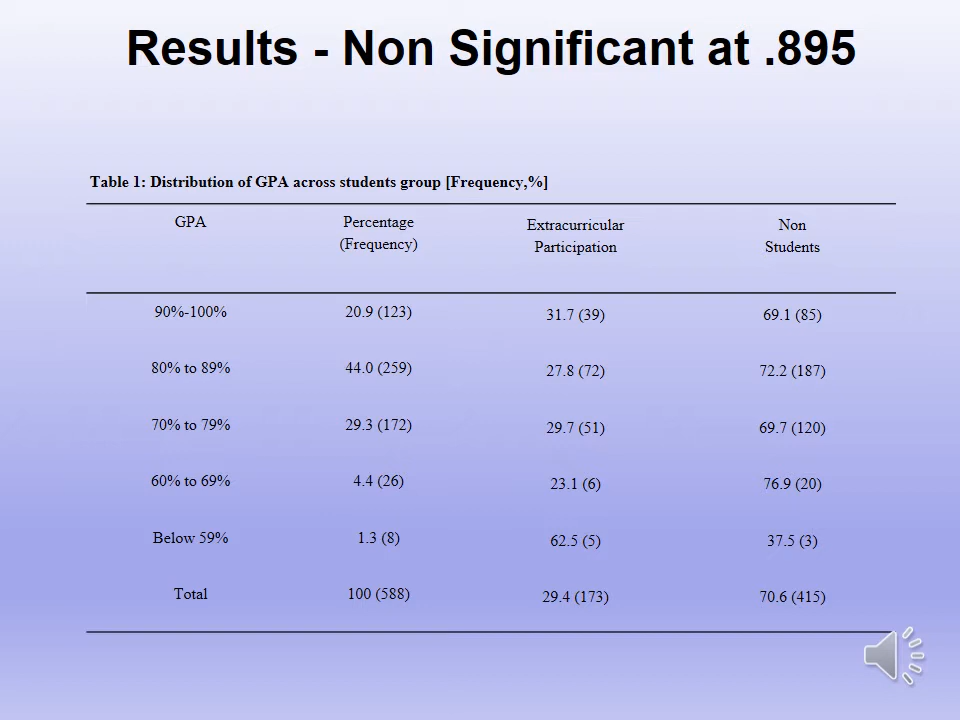 Results - Non Significant at .895
Table 1: Distribution of GPA across students group [Frequency,%]
GPA Percentage (Frequency) Extracurricular Participation Non Students
90%-100% 20.9 (123) 31.7 (39) 69.1 (85)
80% to 89% 44.0 (259) 27.8 (72) 72.2 (187)
70% to 79% 29.3 (172) 29.7 (51) 69.7 (120)
60% to 69% 4.4 (26) 23.1 (6) 76.9 (20)
Below 59% 1.3 (8) 62.5 (5) 37.5 (3)
Total 100 (588) 29.4 (173) 70.6 (415)